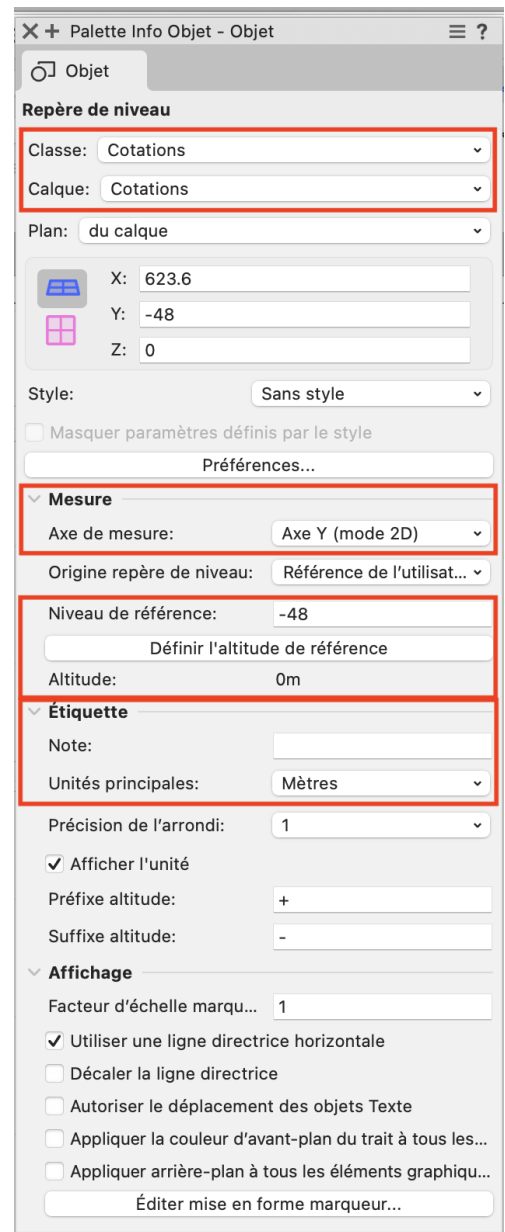 Palette Info Objet - Objet ?
Objet
Repère de niveau
Classe: Cotations
Calque: Cotations
Plan: du calque
X: 623.6
Y: -48
Z: 0
Style: Sans style
Masquer paramètres définis par le style
Préférences...
Mesure
Axe de mesure: Axe Y (mode 2D)
Origine repère de niveau: Référence de l'utilisat...
Niveau de référence: -48
Définir l'altitude de référence
Altitude: 0m
Étiquette
Note:
Unités principales: Mètres
Précision de l'arrondi: 1
Afficher l'unité
Préfixe altitude: +
Suffixe altitude: -
Affichage
Facteur d'échelle marqu... 1
Utiliser une ligne directrice horizontale
Décaler la ligne directrice
Autoriser le déplacement des objets Texte
Appliquer la couleur d'avant-plan du trait à tous les...
Appliquer arrière-plan à tous les éléments graphiqu...
Éditer mise en forme marqueur...